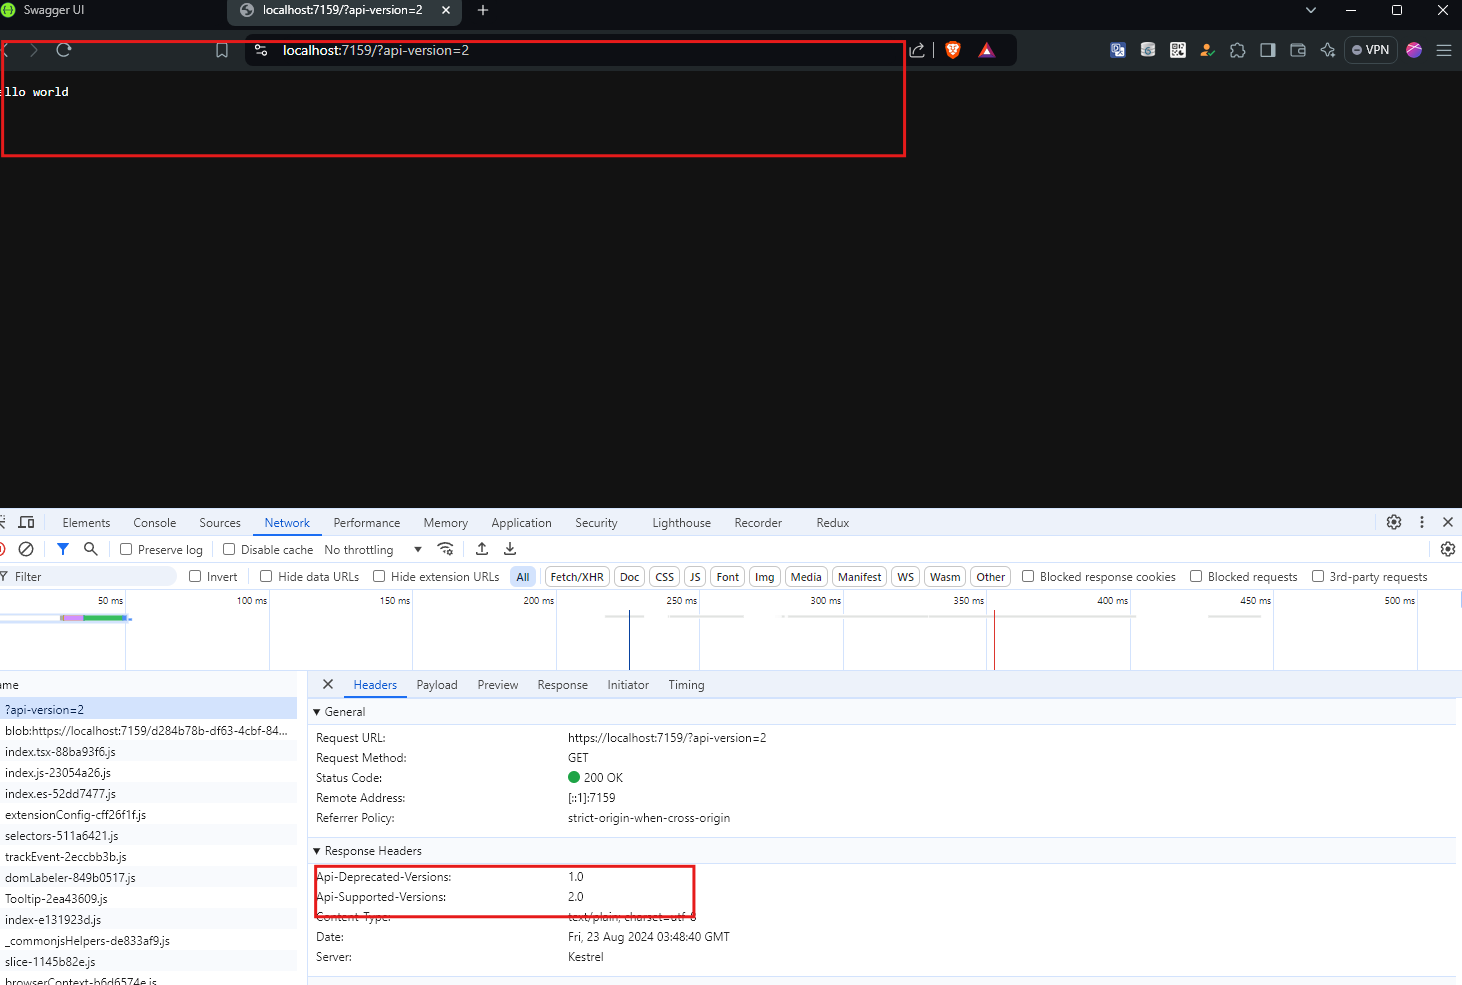 Swagger UI
localhost:7159/?api-version=2
localhost:7159/?api-version=2
VPN
llo world
Elements Console Sources Network Performance Memory Application Security Lighthouse Recorder Redux
Preserve log Disable cache No throttling
Filter Invert Hide data URLs Hide extension URLs All Fetch/XHR Doc CSS JS Font Img Media Manifest WS Wasm Other Blocked response cookies Blocked requests 3rd-party requests
50 ms 100 ms 150 ms 200 ms 250 ms 300 ms 350 ms 400 ms 450 ms 500 ms
ame
?api-version=2
blob:https://localhost:7159/d284b78b-df63-4cbf-84...
index.tsx-88ba93f6.js
index.js-23054a26.js
index.es-52dd7477.js
extensionConfig-cff26f1f.js
selectors-511a6421.js
trackEvent-2eccbb3b.js
domLabeler-849b0517.js
Tooltip-2ea43609.js
index-e131923d.js
_commonjsHelpers-de833af9.js
slice-1145b82e.js
browserContext-b6d6574e.js
Headers Payload Preview Response Initiator Timing
General
Request URL: https://localhost:7159/?api-version=2
Request Method: GET
Status Code: 200 OK
Remote Address: [::1]:7159
Referrer Policy: strict-origin-when-cross-origin
Response Headers
Api-Deprecated-Versions: 1.0
Api-Supported-Versions: 2.0
Content-Type: text/plain; charset=utf-8
Date: Fri, 23 Aug 2024 03:48:40 GMT
Server: Kestrel